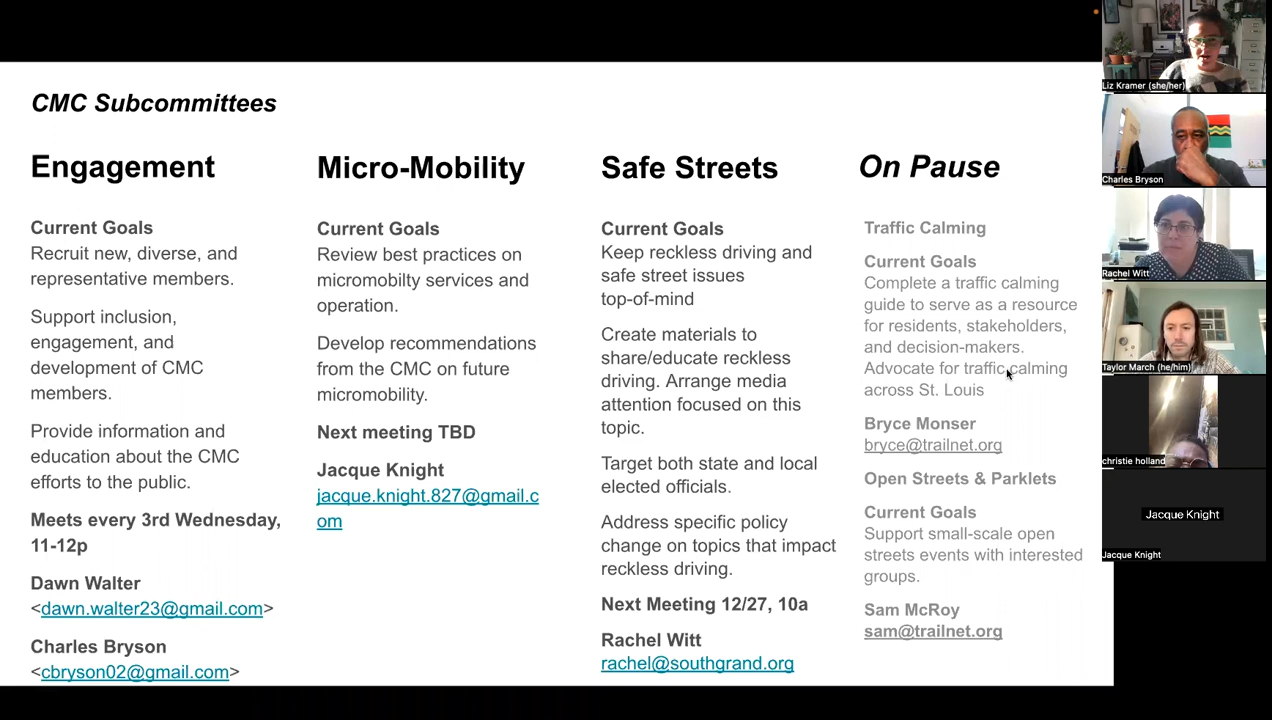 CMC Subcommittees
Engagement
Current Goals
Recruit new, diverse, and
representative members.
Support inclusion,
engagement, and
development of CMC
members.
Provide information and
education about the CMC
efforts to the public.
Meets every 3rd Wednesday,
11-12p
Dawn Walter
<dawn.walter23@gmail.com>
Charles Bryson
<cbryson02@gmail.com>
Micro-Mobility
Current Goals
Review best practices on
micromobilty services and
operation.
Develop recommendations
from the CMC on future
micromobility.
Next meeting TBD
Jacque Knight
jacque.knight.827@gmail.c
om
Safe Streets
Current Goals
Keep reckless driving and
safe street issues
top-of-mind
Create materials to
share/educate reckless
driving. Arrange media
attention focused on this
topic.
Target both state and local
elected officials.
Address specific policy
change on topics that impact
reckless driving.
Next Meeting 12/27, 10a
Rachel Witt
rachel@southgrand.org
On Pause
Traffic Calming
Current Goals
Complete a traffic calming
guide to serve as a resource
for residents, stakeholders,
and decision-makers.
Advocate for traffic calming
across St. Louis
Bryce Monser
bryce@trailnet.org
Open Streets & Parklets
Current Goals
Support small-scale open
streets events with interested
groups.
Sam McRoy
sam@trailnet.org
Liz Kramer (she/her)
Charles Bryson
Rachel Witt
Taylor March (he/him)
christie holland
Jacque Knight
Jacque Knight